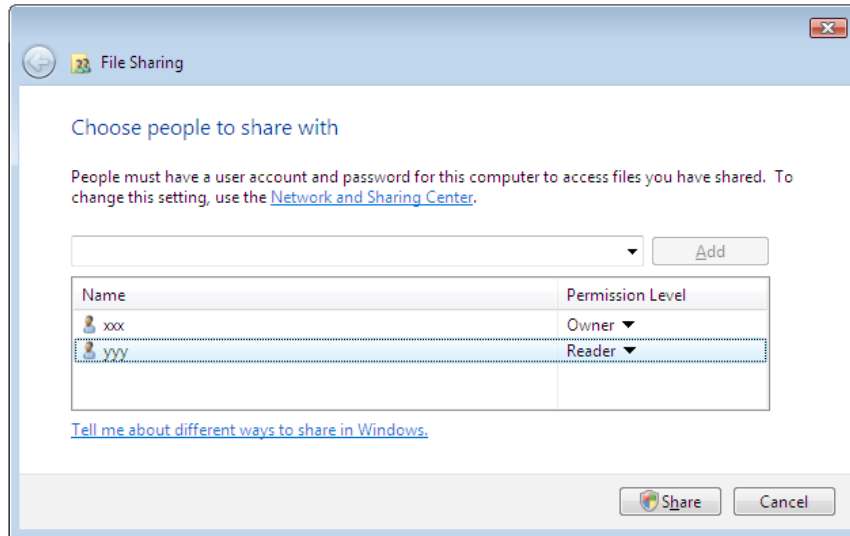 File Sharing
Choose people to share with
People must have a user account and password for this computer to access files you have shared.  To
change this setting, use the Network and Sharing Center.
Add
Name Permission Level
xxx Owner
yyy Reader
Tell me about different ways to share in Windows.
Share Cancel